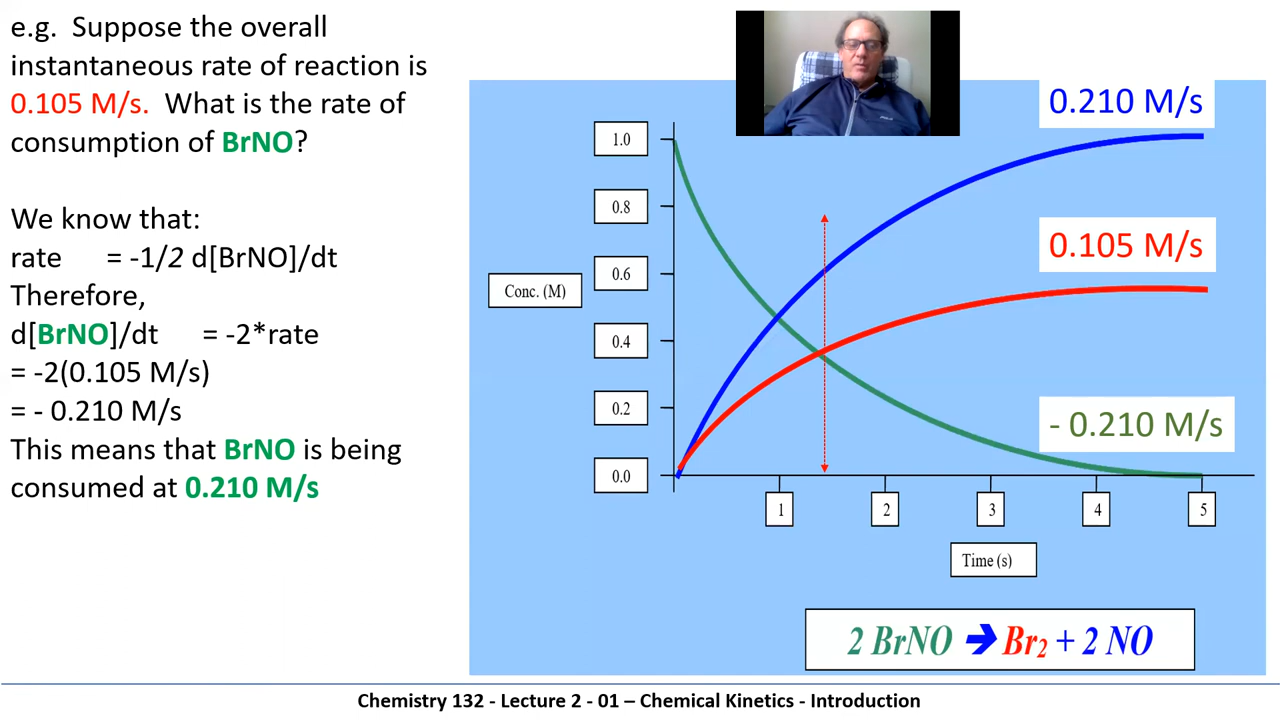 e.g.  Suppose the overall
instantaneous rate of reaction is
0.105 M/s.  What is the rate of
consumption of BrNO?
We know that:
rate = -1/2 d[BrNO]/dt
Therefore,
d[BrNO]/dt = -2*rate
= -2(0.105 M/s)
= - 0.210 M/s
This means that BrNO is being
consumed at 0.210 M/s
0.210 M/s
0.105 M/s
- 0.210 M/s
Conc. (M)
1.0
0.8
0.6
0.4
0.2
0.0
1 2 3 4 5
Time (s)
2 BrNO ➔ Br₂ + 2 NO
Chemistry 132 - Lecture 2 - 01 – Chemical Kinetics - Introduction